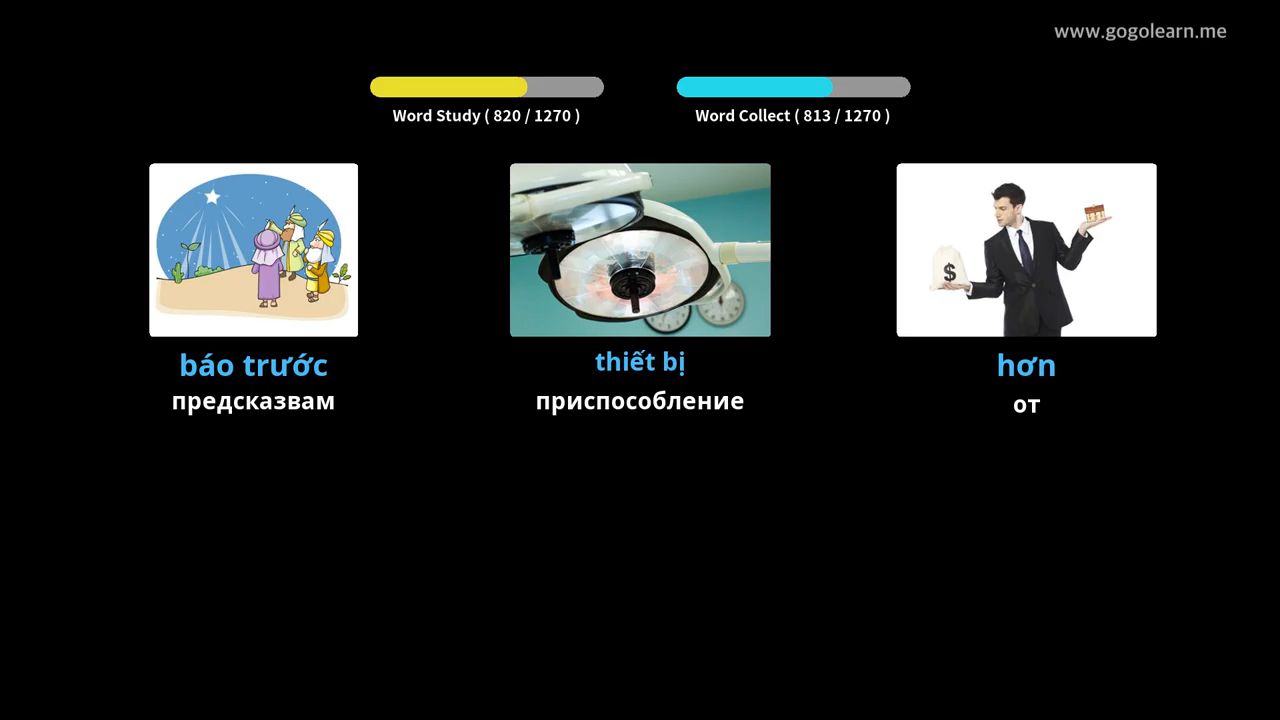 www.gogolearn.me
Word Study ( 820 / 1270 )
Word Collect ( 813 / 1270 )
$
báo trước
предсказвам
thiết bị
приспособление
hơn
от